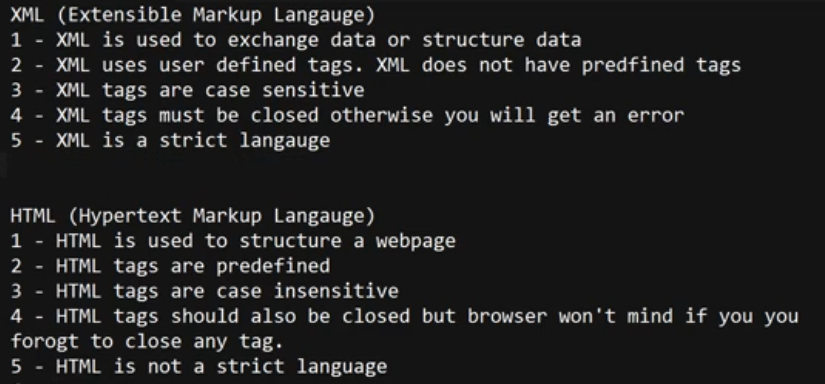 XML (Extensible Markup Langauge)
1 - XML is used to exchange data or structure data
2 - XML uses user defined tags. XML does not have predfined tags
3 - XML tags are case sensitive
4 - XML tags must be closed otherwise you will get an error
5 - XML is a strict langauge
HTML (Hypertext Markup Langauge)
1 - HTML is used to structure a webpage
2 - HTML tags are predefined
3 - HTML tags are case insensitive
4 - HTML tags should also be closed but browser won't mind if you you
forogt to close any tag.
5 - HTML is not a strict language